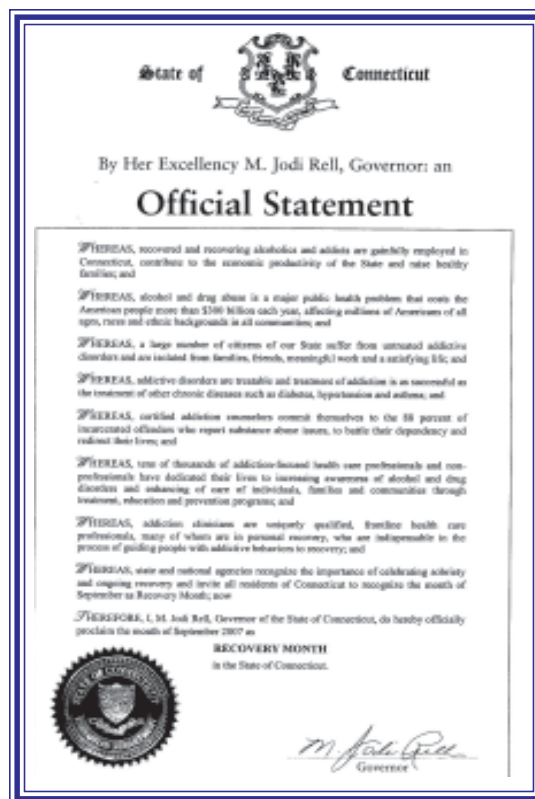 State of Connecticut
By Her Excellency M. Jodi Rell, Governor: an
Official Statement
WHEREAS, recovered and recovering alcoholics and addicts are gainfully employed in
Connecticut, contribute to the economic productivity of the State and raise healthy
families; and
WHEREAS, alcohol and drug abuse is a major public health problem that costs the
American people more than $300 billion each year, affecting millions of Americans of all
ages, races and ethnic backgrounds in all communities; and
WHEREAS, a large number of citizens of our State suffer from untreated addictive
disorders and are isolated from families, friends, meaningful work and a satisfying life; and
WHEREAS, addictive disorders are treatable and treatment of addiction is as successful as
the treatment of other chronic diseases such as diabetes, hypertension and asthma; and
WHEREAS, certified addiction counselors commit themselves to the 88 percent of
incarcerated offenders who report substance abuse issues, to battle their dependency and
redirect their lives; and
WHEREAS, tens of thousands of addiction-focused health care professionals and non-
professionals have dedicated their lives to increasing awareness of alcohol and drug
disorders and enhancing of care of individuals, families and communities through
treatment, education and prevention programs; and
WHEREAS, addiction clinicians are uniquely qualified, frontline health care
professionals, many of whom are in personal recovery, who are indispensable in the
process of guiding people with addictive behaviors to recovery; and
WHEREAS, state and national agencies recognize the importance of celebrating sobriety
and ongoing recovery and invite all residents of Connecticut to recognize the month of
September as Recovery Month; now
THEREFORE, I, M. Jodi Rell, Governor of the State of Connecticut, do hereby officially
proclaim the month of September 2007 as
RECOVERY MONTH
in the State of Connecticut.
M. Jodi Rell
Governor